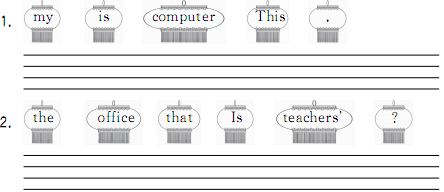 1. my is computer This .
2. the office that Is teachers' ?